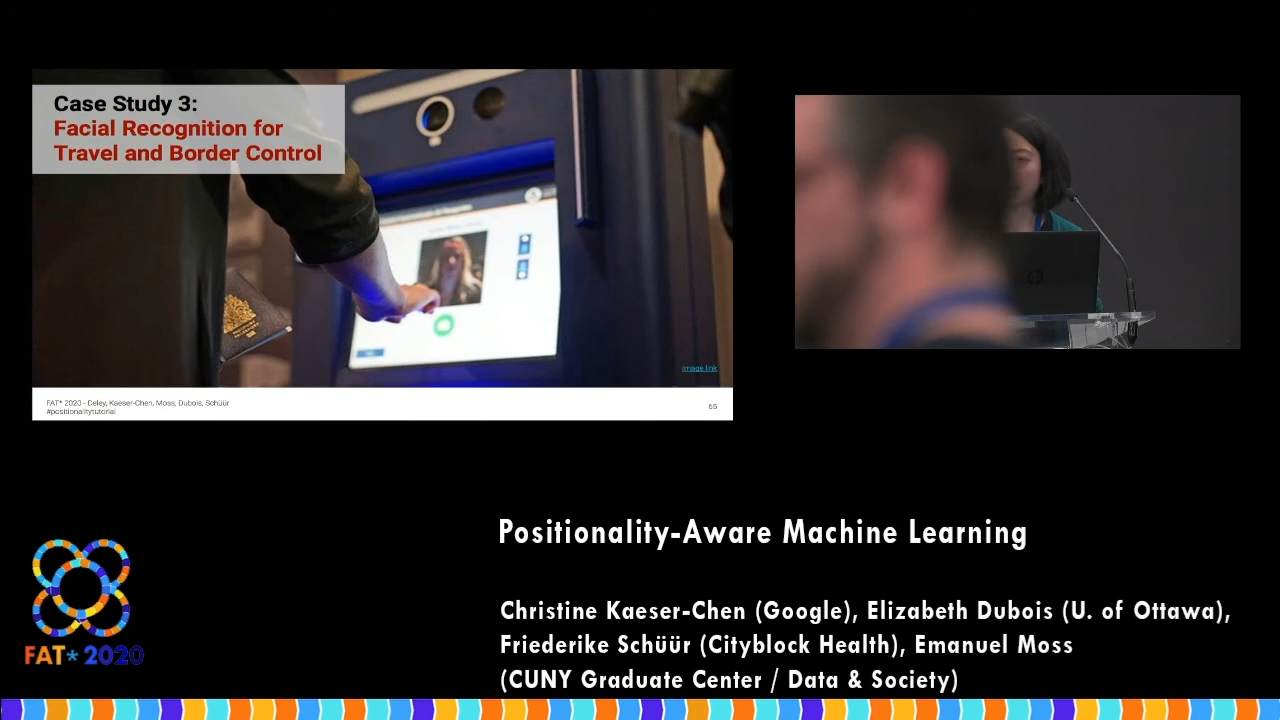 Case Study 3:
Facial Recognition for
Travel and Border Control
image link
FAT* 2020 - Deley, Kaeser-Chen, Moss, Dubois, Schüür
#positionalitytutorial
65
Positionality-Aware Machine Learning
Christine Kaeser-Chen (Google), Elizabeth Dubois (U. of Ottawa),
Friederike Schüür (Cityblock Health), Emanuel Moss
(CUNY Graduate Center / Data & Society)
FAT* 2020